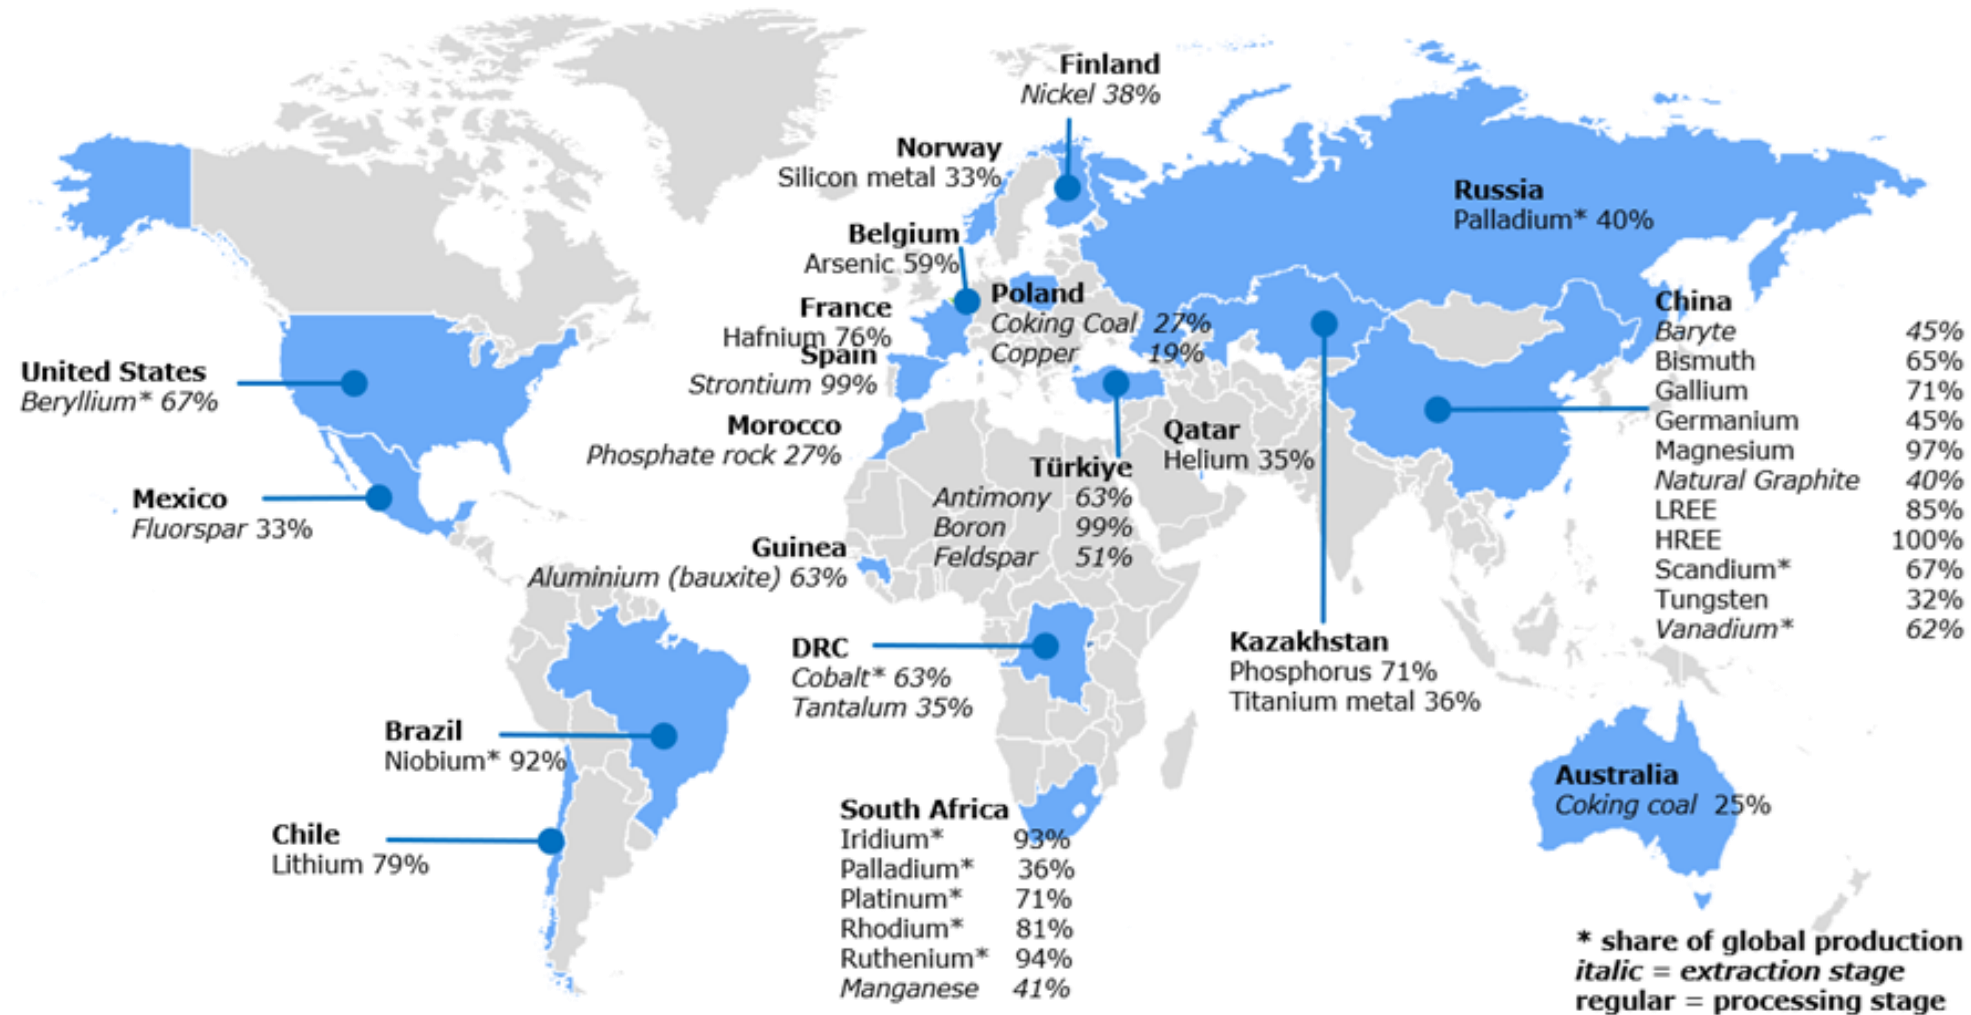 Finland
Nickel 38%
Norway
Silicon metal 33%
Russia
Palladium* 40%
Belgium
Arsenic 59%
France
Hafnium 76%
Poland
Coking Coal 27%
Copper 19%
Spain
Strontium 99%
United States
Beryllium* 67%
Morocco
Phosphate rock 27%
Qatar
Helium 35%
Türkiye
Antimony 63%
Boron 99%
Feldspar 51%
China
Baryte 45%
Bismuth 65%
Gallium 71%
Germanium 45%
Magnesium 97%
Natural Graphite 40%
LREE 85%
HREE 100%
Scandium* 67%
Tungsten 32%
Vanadium* 62%
Mexico
Fluorspar 33%
Guinea
Aluminium (bauxite) 63%
DRC
Cobalt* 63%
Tantalum 35%
Kazakhstan
Phosphorus 71%
Titanium metal 36%
Brazil
Niobium* 92%
Chile
Lithium 79%
South Africa
Iridium* 93%
Palladium* 36%
Platinum* 71%
Rhodium* 81%
Ruthenium* 94%
Manganese 41%
Australia
Coking coal 25%
* share of global production
italic = extraction stage
regular = processing stage